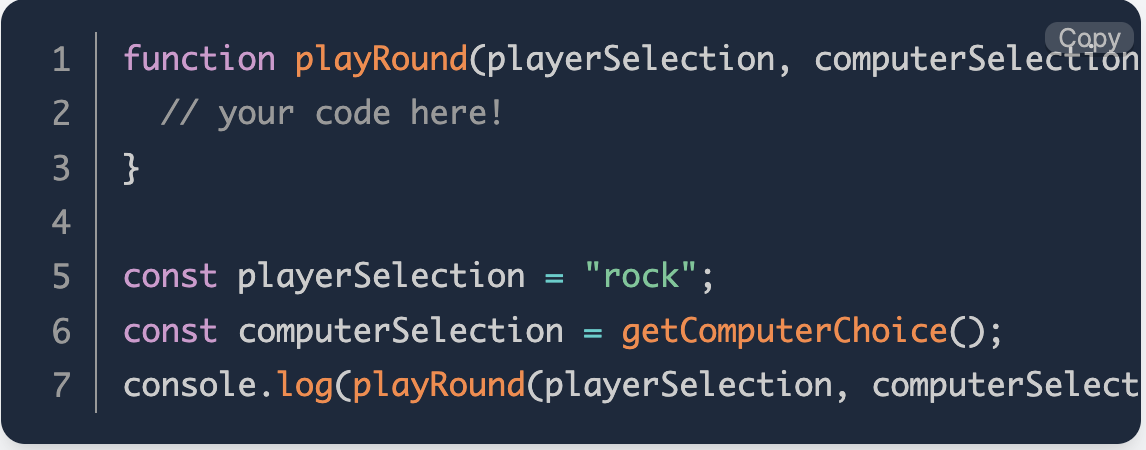 Copy
1 function playRound(playerSelection, computerSelection
2 // your code here!
3 }
4
5 const playerSelection = "rock";
6 const computerSelection = getComputerChoice();
7 console.log(playRound(playerSelection, computerSelect